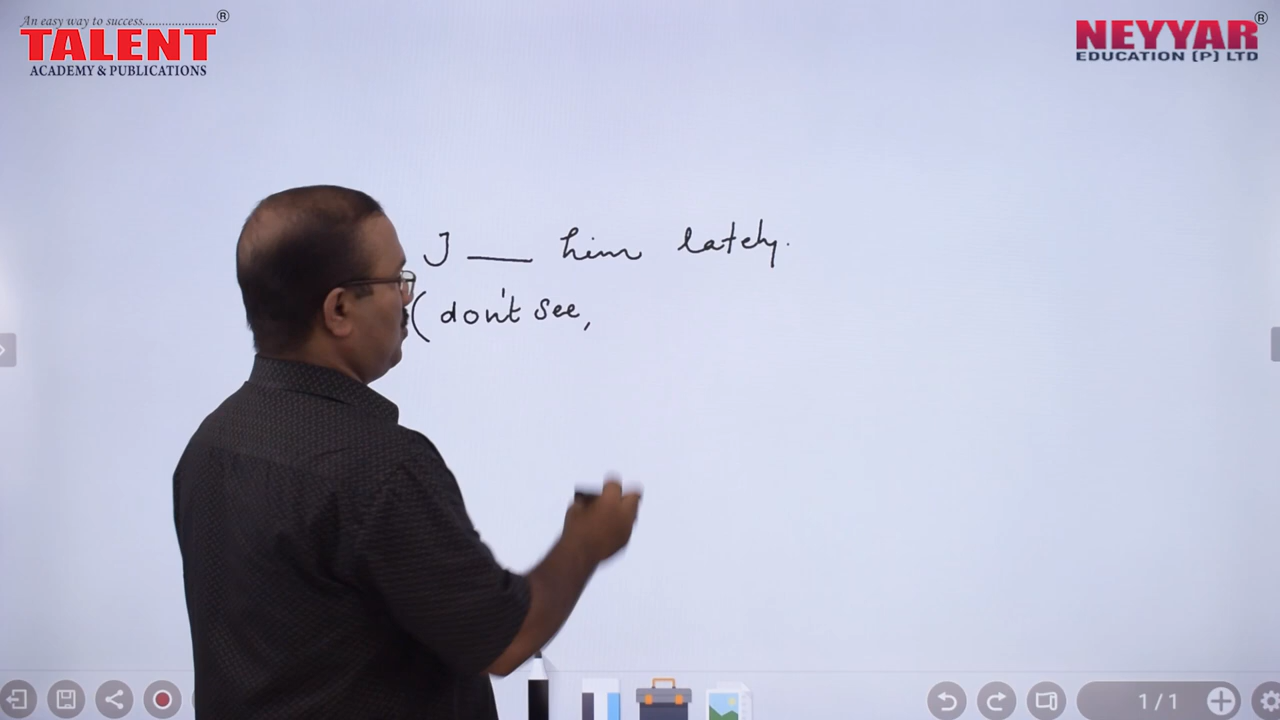 An easy way to success......................®
TALENT
ACADEMY & PUBLICATIONS
NEYYAR®
EDUCATION (P) LTD
I ___ him lately.
(don't see,
1/1